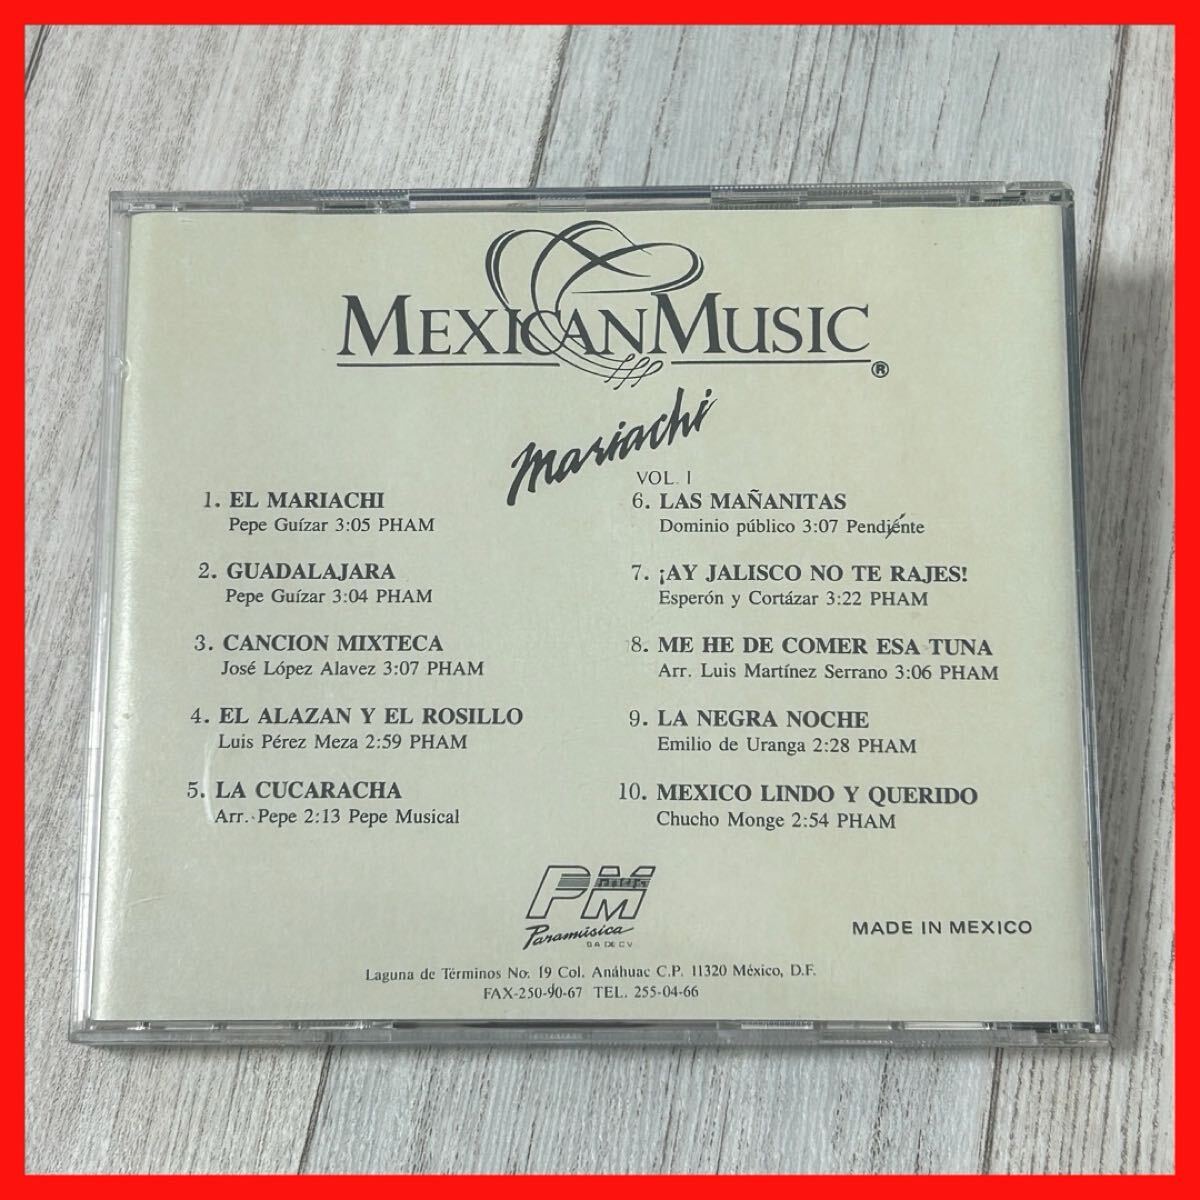 MEXICAN MUSIC ®
Mariachi
VOL. I
1. EL MARIACHI
Pepe Guízar 3:05 PHAM
2. GUADALAJARA
Pepe Guízar 3:04 PHAM
3. CANCION MIXTECA
José López Alavez 3:07 PHAM
4. EL ALAZAN Y EL ROSILLO
Luis Pérez Meza 2:59 PHAM
5. LA CUCARACHA
Arr. Pepe 2:13 Pepe Musical
6. LAS MAÑANITAS
Dominio público 3:07 Pendiente
7. ¡AY JALISCO NO TE RAJES!
Esperón y Cortázar 3:22 PHAM
8. ME HE DE COMER ESA TUNA
Arr. Luis Martínez Serrano 3:06 PHAM
9. LA NEGRA NOCHE
Emilio de Uranga 2:28 PHAM
10. MEXICO LINDO Y QUERIDO
Chucho Monge 2:54 PHAM
PM
Paramúsica
S.A. DE C.V.
MADE IN MEXICO
Laguna de Términos No. 19 Col. Anáhuac C.P. 11320 México, D.F.
FAX-250-90-67 TEL. 255-04-66